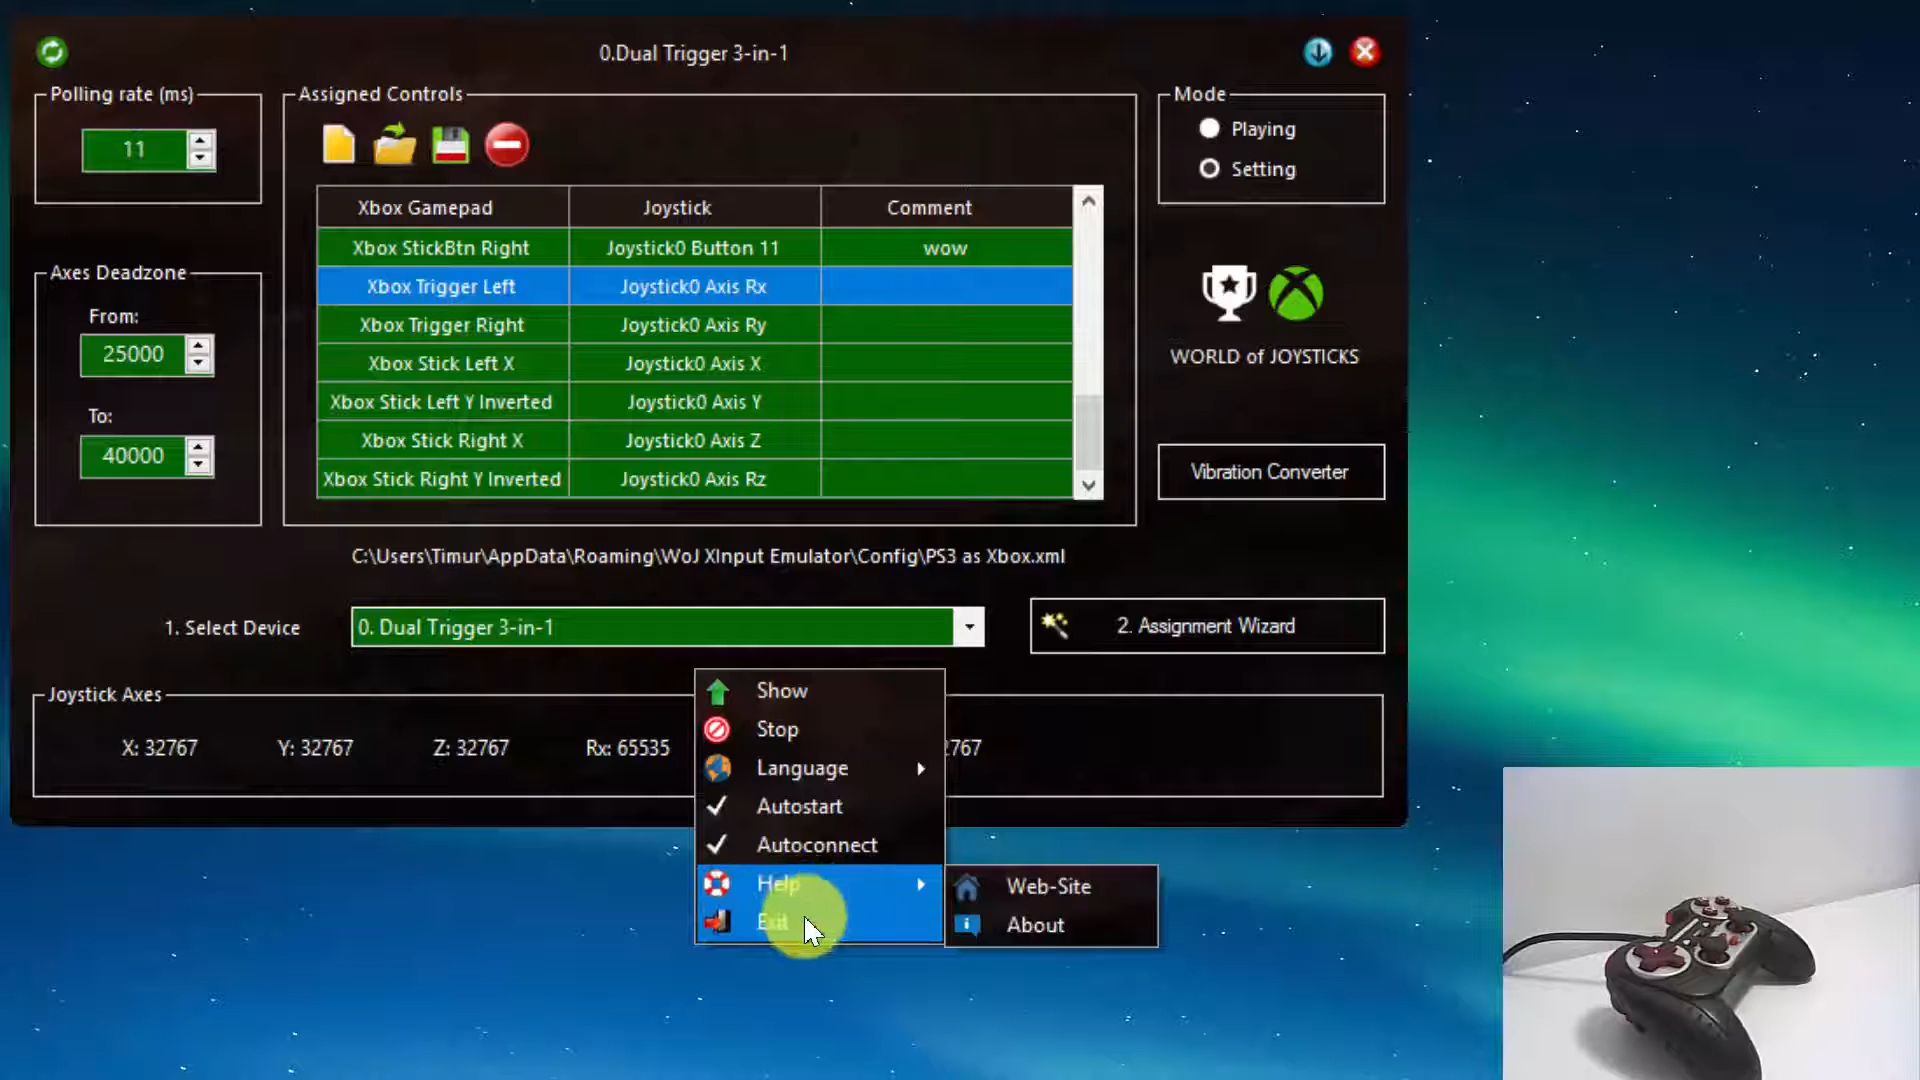 0.Dual Trigger 3-in-1
Polling rate (ms)
11
Axes Deadzone
From:
25000
To:
40000
Assigned Controls
Xbox Gamepad Joystick Comment
Xbox StickBtn Right Joystick0 Button 11 wow
Xbox Trigger Left Joystick0 Axis Rx
Xbox Trigger Right Joystick0 Axis Ry
Xbox Stick Left X Joystick0 Axis X
Xbox Stick Left Y Inverted Joystick0 Axis Y
Xbox Stick Right X Joystick0 Axis Z
Xbox Stick Right Y Inverted Joystick0 Axis Rz
Mode
Playing
Setting
WORLD of JOYSTICKS
Vibration Converter
C:\Users\Timur\AppData\Roaming\WoJ XInput Emulator\Config\PS3 as Xbox.xml
1. Select Device
0. Dual Trigger 3-in-1
2. Assignment Wizard
Joystick Axes
X: 32767 Y: 32767 Z: 32767 Rx: 65535 2767
Show
Stop
Language
Autostart
Autoconnect
Help
Exit
Web-Site
About